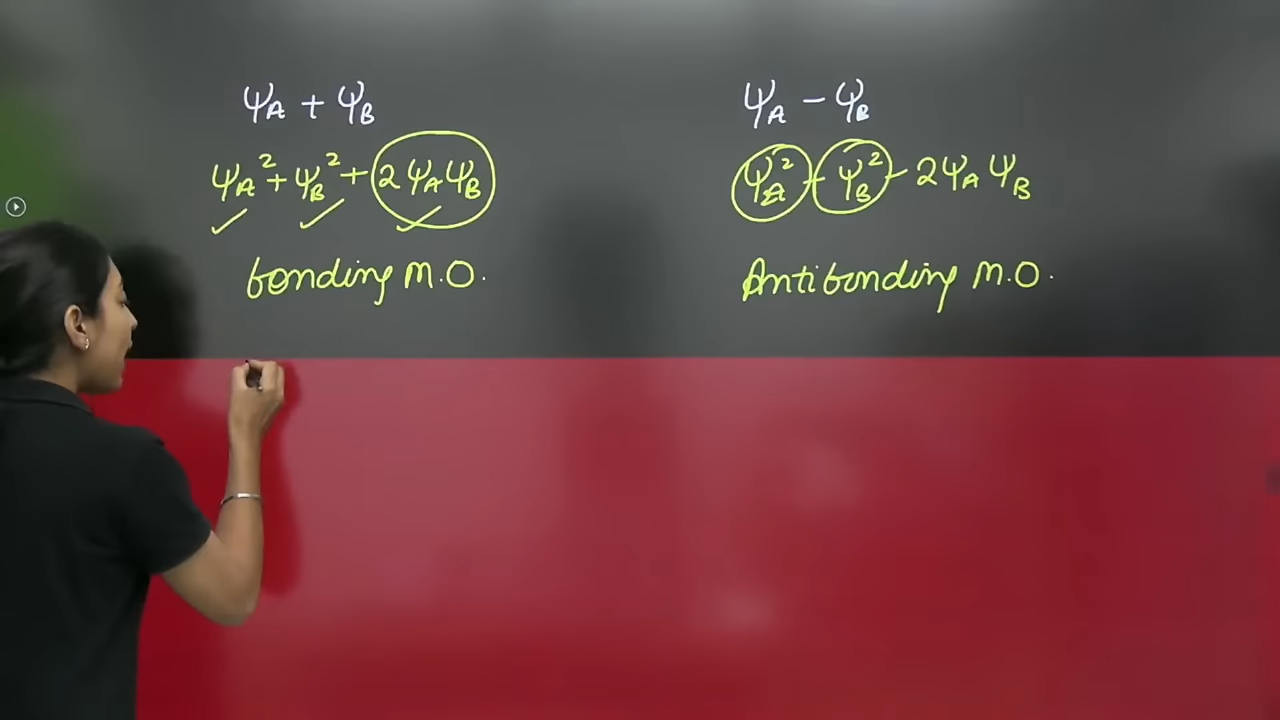 ψA + ψB
ψA² + ψB² + 2ψAψB
bonding M.O.
ψA − ψB
ψA² + ψB² − 2ψAψB
Antibonding M.O.